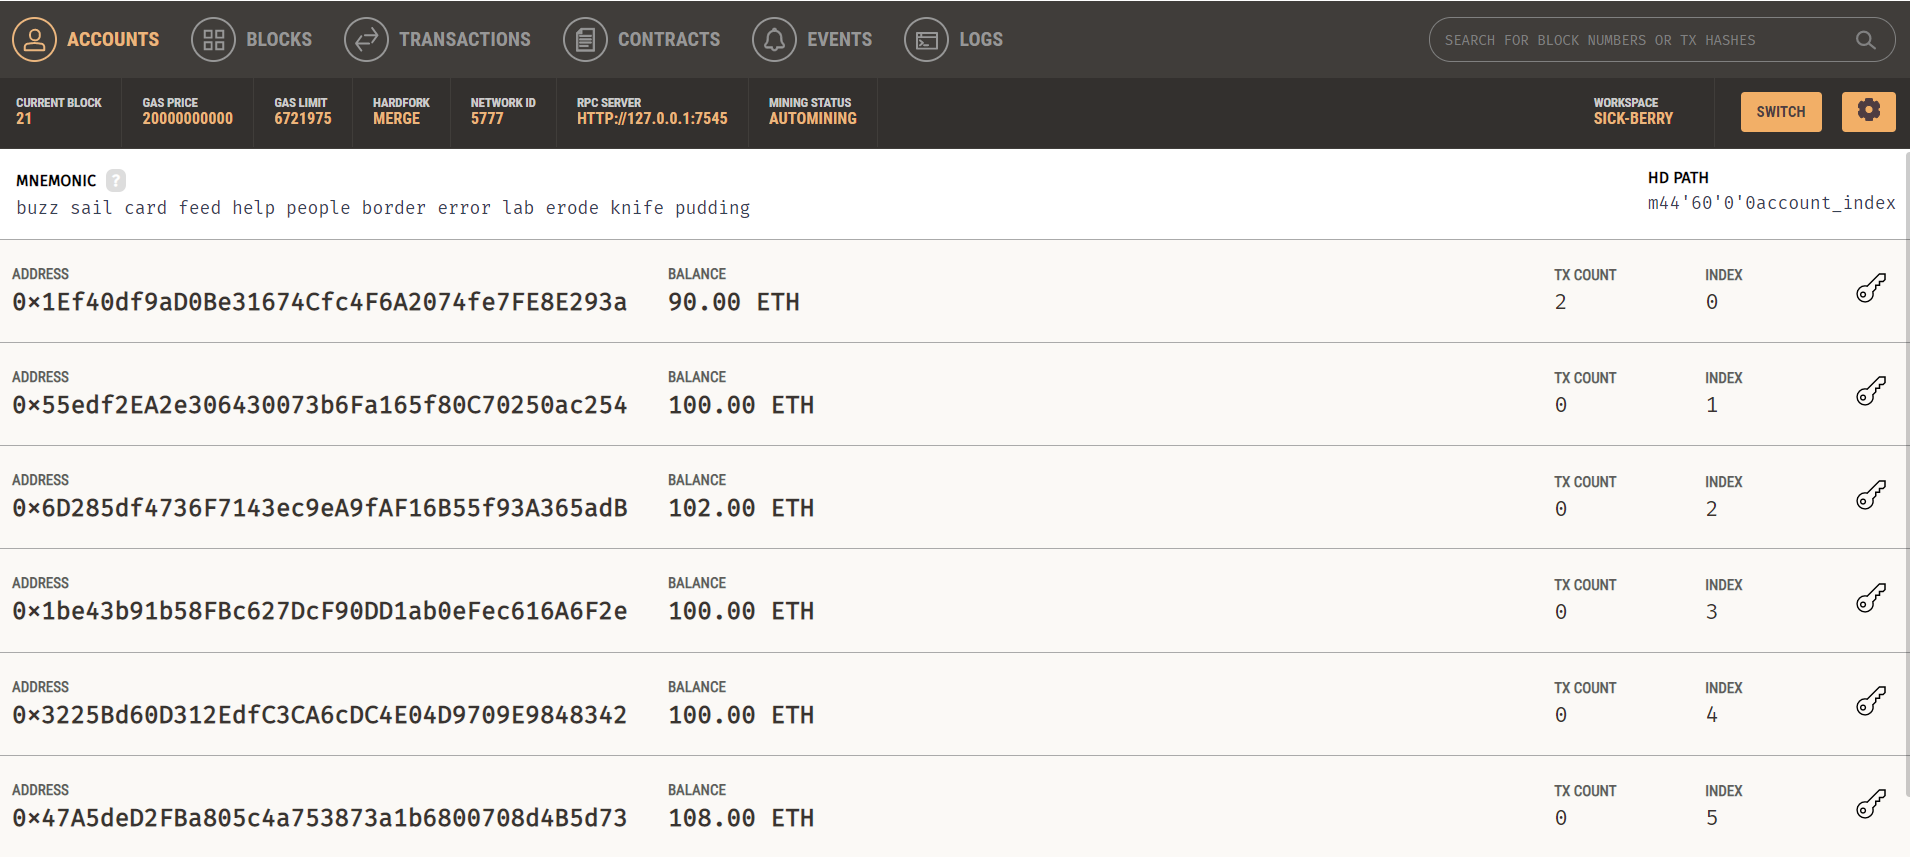 ACCOUNTS BLOCKS TRANSACTIONS CONTRACTS EVENTS LOGS SEARCH FOR BLOCK NUMBERS OR TX HASHES
CURRENT BLOCK GAS PRICE GAS LIMIT HARDFORK NETWORK ID RPC SERVER MINING STATUS WORKSPACE
21 20000000000 6721975 MERGE 5777 HTTP://127.0.0.1:7545 AUTOMINING SICK-BERRY SWITCH
MNEMONIC ? HD PATH
buzz sail card feed help people border error lab erode knife pudding m44'60'0'0account_index
ADDRESS BALANCE TX COUNT INDEX
0×1Ef40df9aD0Be31674Cfc4F6A2074fe7FE8E293a 90.00 ETH 2 0
ADDRESS BALANCE TX COUNT INDEX
0×55edf2EA2e306430073b6Fa165f80C70250ac254 100.00 ETH 0 1
ADDRESS BALANCE TX COUNT INDEX
0×6D285df4736F7143ec9eA9fAF16B55f93A365adB 102.00 ETH 0 2
ADDRESS BALANCE TX COUNT INDEX
0×1be43b91b58FBc627DcF90DD1ab0eFec616A6F2e 100.00 ETH 0 3
ADDRESS BALANCE TX COUNT INDEX
0×3225Bd60D312EdfC3CA6cDC4E04D9709E9848342 100.00 ETH 0 4
ADDRESS BALANCE TX COUNT INDEX
0×47A5deD2FBa805c4a753873a1b6800708d4B5d73 108.00 ETH 0 5